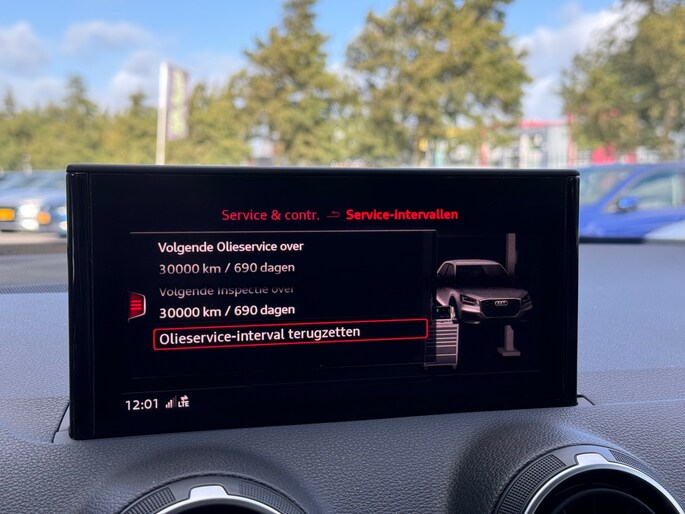 Service & contr. Service-intervallen
Volgende Olieservice over
30000 km / 690 dagen
Volgende Inspectie over
30000 km / 690 dagen
Olieservice-interval terugzetten
12:01 LTE